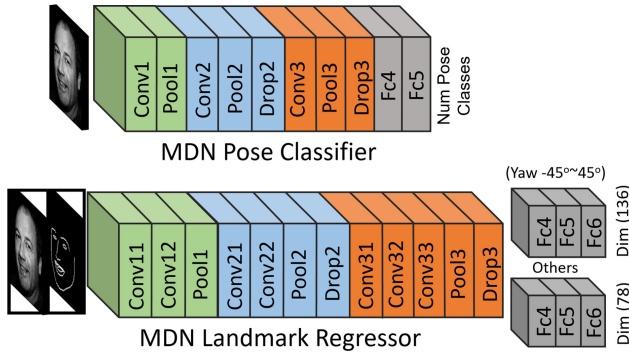 Conv1
Pool1
Conv2
Pool2
Drop2
Conv3
Pool3
Drop3
Fc4
Fc5
Num Pose
Classes
MDN Pose Classifier
(Yaw -45°~45°)
Conv11
Conv12
Pool1
Conv21
Conv22
Pool2
Drop2
Conv31
Conv32
Conv33
Pool3
Drop3
Fc4
Fc5
Fc6
Dim (136)
Others
Fc4
Fc5
Fc6
Dim (78)
MDN Landmark Regressor